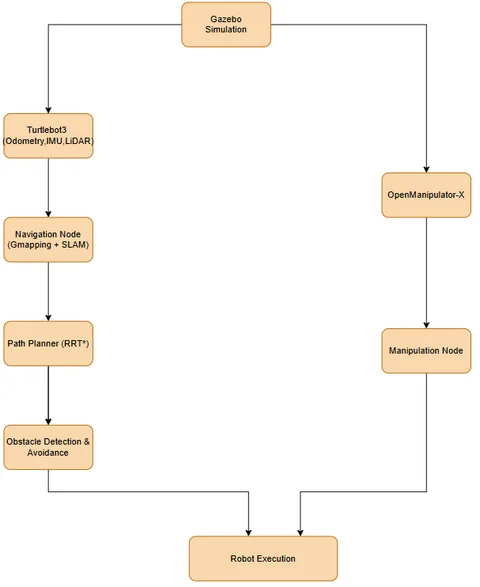 Gazebo
Simulation
Turtlebot3
(Odometry,IMU,LiDAR)
OpenManipulator-X
Navigation Node
(Gmapping + SLAM)
Path Planner (RRT*)
Manipulation Node
Obstacle Detection &
Avoidance
Robot Execution